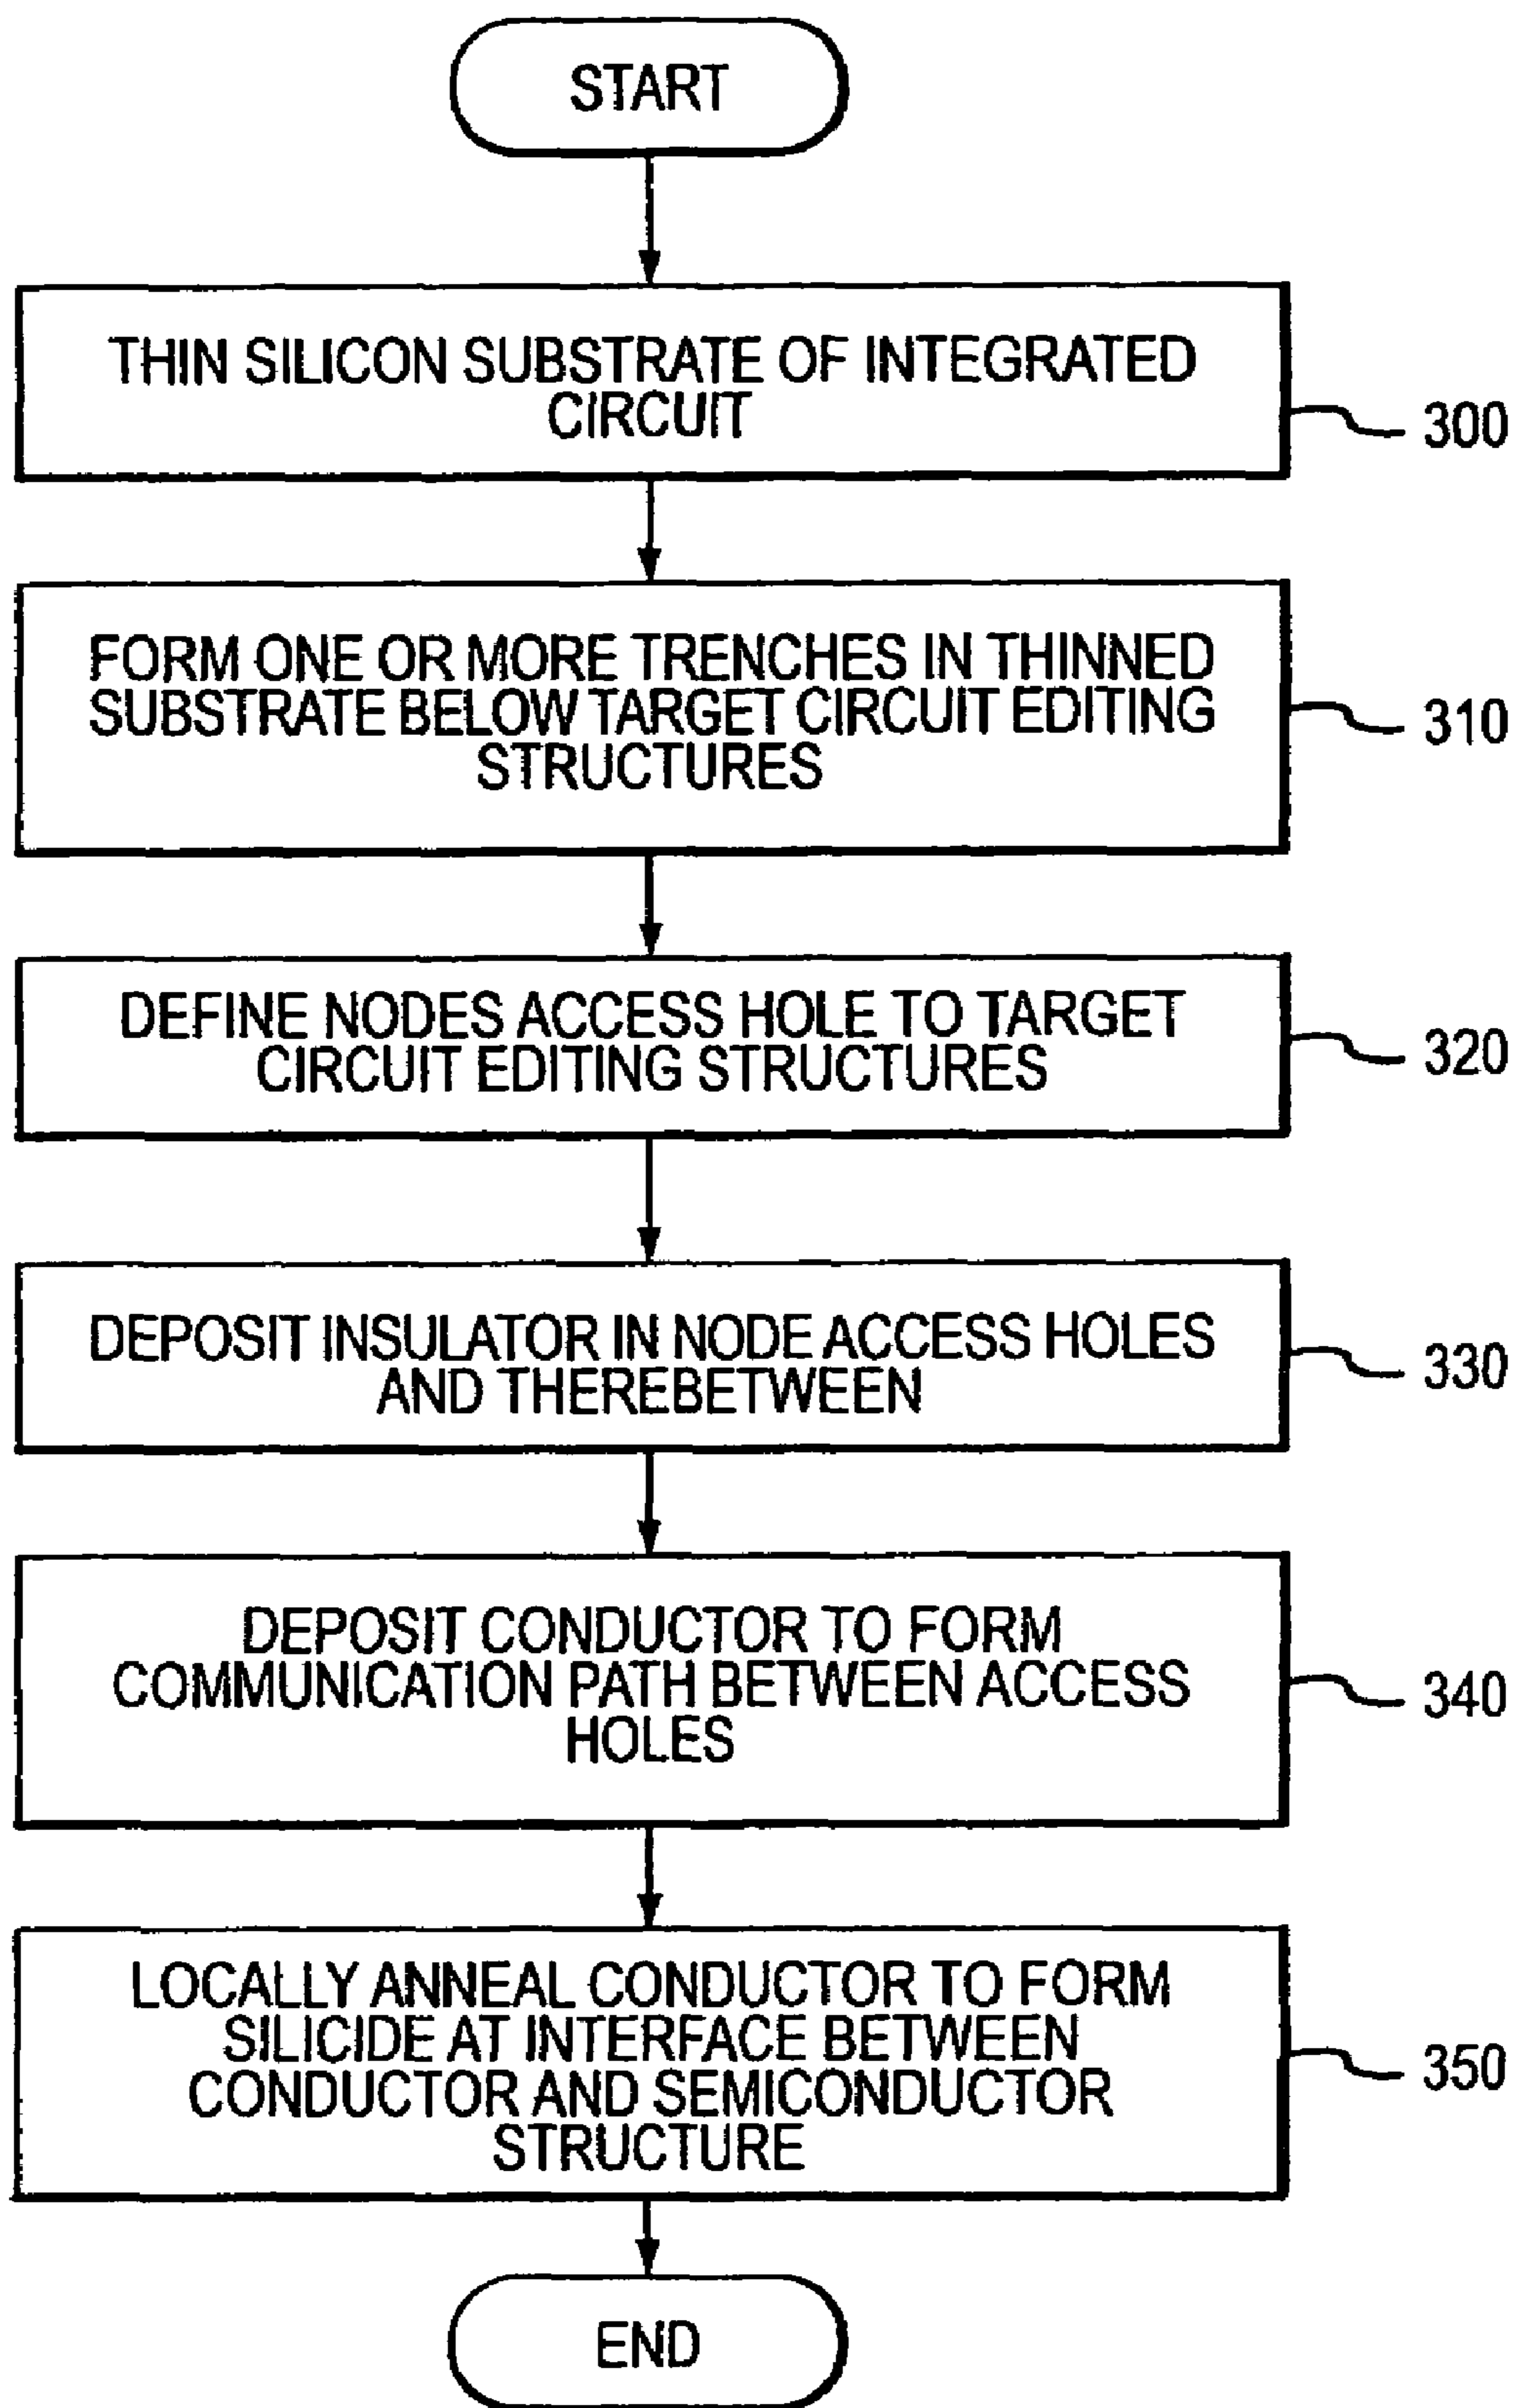 START
THIN SILICON SUBSTRATE OF INTEGRATED
CIRCUIT
300
FORM ONE OR MORE TRENCHES IN THINNED
SUBSTRATE BELOW TARGET CIRCUIT EDITING
STRUCTURES
310
DEFINE NODES ACCESS HOLE TO TARGET
CIRCUIT EDITING STRUCTURES
320
DEPOSIT INSULATOR IN NODE ACCESS HOLES
AND THEREBETWEEN
330
DEPOSIT CONDUCTOR TO FORM
COMMUNICATION PATH BETWEEN ACCESS
HOLES
340
LOCALLY ANNEAL CONDUCTOR TO FORM
SILICIDE AT INTERFACE BETWEEN
CONDUCTOR AND SEMICONDUCTOR
STRUCTURE
350
END